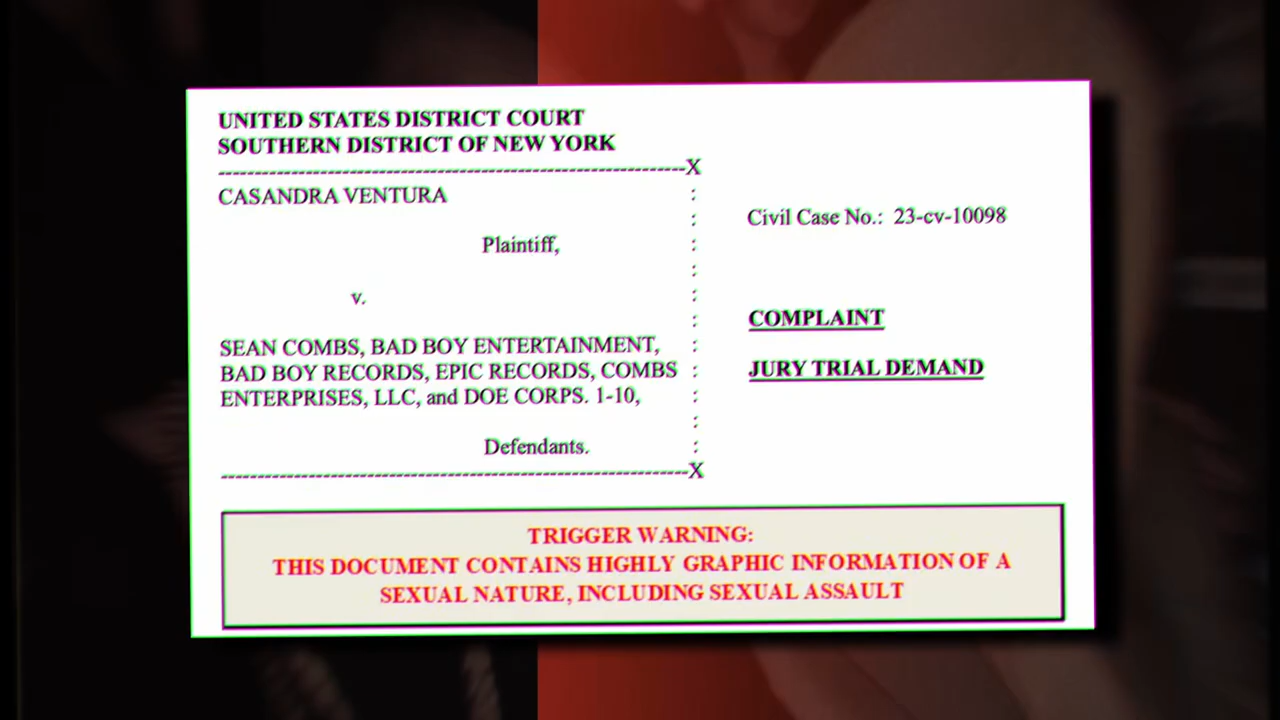 UNITED STATES DISTRICT COURT
SOUTHERN DISTRICT OF NEW YORK
-----------------------------------------------------------------X
CASANDRA VENTURA
Civil Case No.: 23-cv-10098
Plaintiff,
v.
COMPLAINT
SEAN COMBS, BAD BOY ENTERTAINMENT,
BAD BOY RECORDS, EPIC RECORDS, COMBS
JURY TRIAL DEMAND
ENTERPRISES, LLC, and DOE CORPS. 1-10,
Defendants.
-----------------------------------------------------------------X
TRIGGER WARNING:
THIS DOCUMENT CONTAINS HIGHLY GRAPHIC INFORMATION OF A
SEXUAL NATURE, INCLUDING SEXUAL ASSAULT